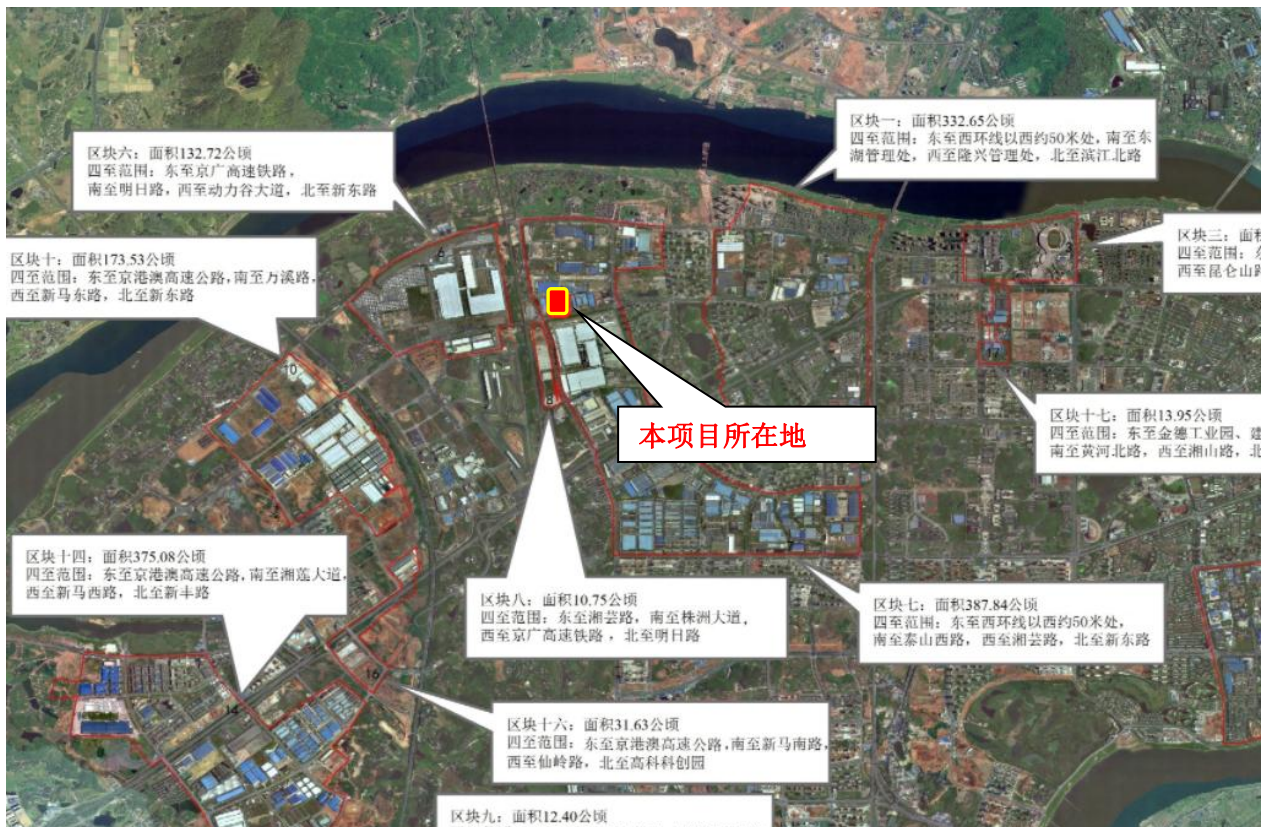 区块一：面积332.65公顷
四至范围：东至西环线以西约50米处，南至东
湖管理处，西至隆兴管理处，北至滨江北路
区块六：面积132.72公顷
四至范围：东至京广高速铁路，
南至明日路，西至动力谷大道，北至新东路
区块三：面积
四至范围：东
西至昆仑山路
区块十：面积173.53公顷
四至范围：东至京港澳高速公路，南至万溪路，
西至新马东路，北至新东路
6
10
8
17
本项目所在地
区块十七：面积13.95公顷
四至范围：东至金德工业园、建
南至黄河北路，西至湘山路，北
区块十四：面积375.08公顷
四至范围：东至京港澳高速公路，南至湘莲大道，
西至新马西路，北至新丰路
区块八：面积10.75公顷
四至范围：东至湘芸路，南至株洲大道，
西至京广高速铁路，北至明日路
区块七：面积387.84公顷
四至范围：东至西环线以西约50米处，
南至泰山西路，西至湘芸路，北至新东路
16
14
区块十六：面积31.63公顷
四至范围：东至京港澳高速公路，南至新马南路，
西至仙岭路，北至高科科创园
区块九：面积12.40公顷